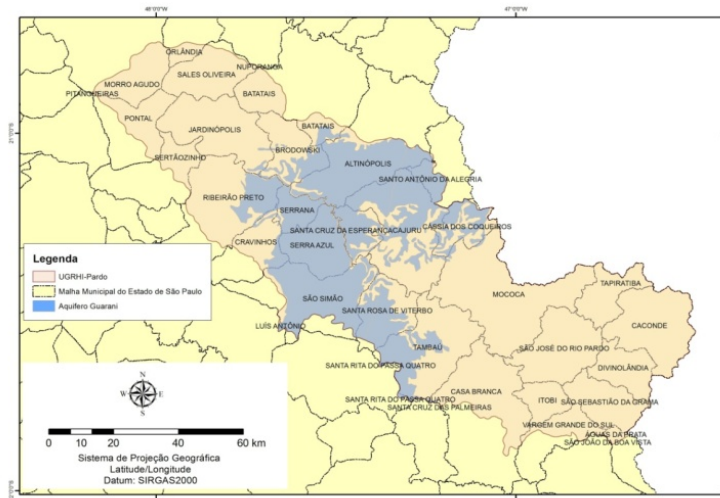 48°0'0"W
47°0'0"W
ORLÂNDIA
NUPORANGA
SALES OLIVEIRA
MORRO AGUDO
PITANGUEIRAS
BATATAIS
PONTAL
JARDINÓPOLIS
BATATAIS
21°0'0"S
21°0'0"S
BRODOWSKI
SERTÃOZINHO
ALTINÓPOLIS
SANTO ANTÔNIO DA ALEGRIA
RIBEIRÃO PRETO
SERRANA
SANTA CRUZ DA ESPERANÇA
CAJURU
CÁSSIA DOS COQUEIROS
CRAVINHOS
SERRA AZUL
Legenda
UGRHI-Pardo
Malha Municipal do Estado de São Paulo
Aquífero Guarani
SÃO SIMÃO
MOCOCA
TAPIRATIBA
SANTA ROSA DE VITERBO
LUÍS ANTÔNIO
CACONDE
TAMBAÚ
SÃO JOSÉ DO RIO PARDO
SANTA RITA DO PASSA QUATRO
DIVINOLÂNDIA
CASA BRANCA
SANTA RITA DO PASSA QUATRO
SANTA CRUZ DAS PALMEIRAS
ITOBI
SÃO SEBASTIÃO DA GRAMA
VARGEM GRANDE DO SUL
ÁGUAS DA PRATA
SÃO JOÃO DA BOA VISTA
N
W
E
S
0 10 20 40 60 km
Sistema de Projeção Geográfica
Latitude/Longitude
Datum: SIRGAS2000